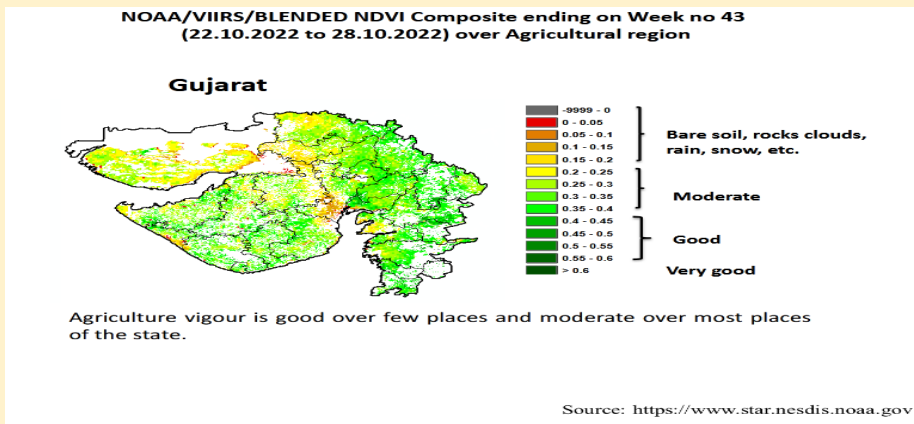 NOAA/VIIRS/BLENDED NDVI Composite ending on Week no 43
(22.10.2022 to 28.10.2022) over Agricultural region
Gujarat
-9999 - 0
0 - 0.05
0.05 - 0.1
0.1 - 0.15
0.15 - 0.2
0.2 - 0.25
0.25 - 0.3
0.3 - 0.35
0.35 - 0.4
0.4 - 0.45
0.45 - 0.5
0.5 - 0.55
0.55 - 0.6
> 0.6
Bare soil, rocks clouds,
rain, snow, etc.
Moderate
Good
Very good
Agriculture vigour is good over few places and moderate over most places
of the state.
Source: https://www.star.nesdis.noaa.gov